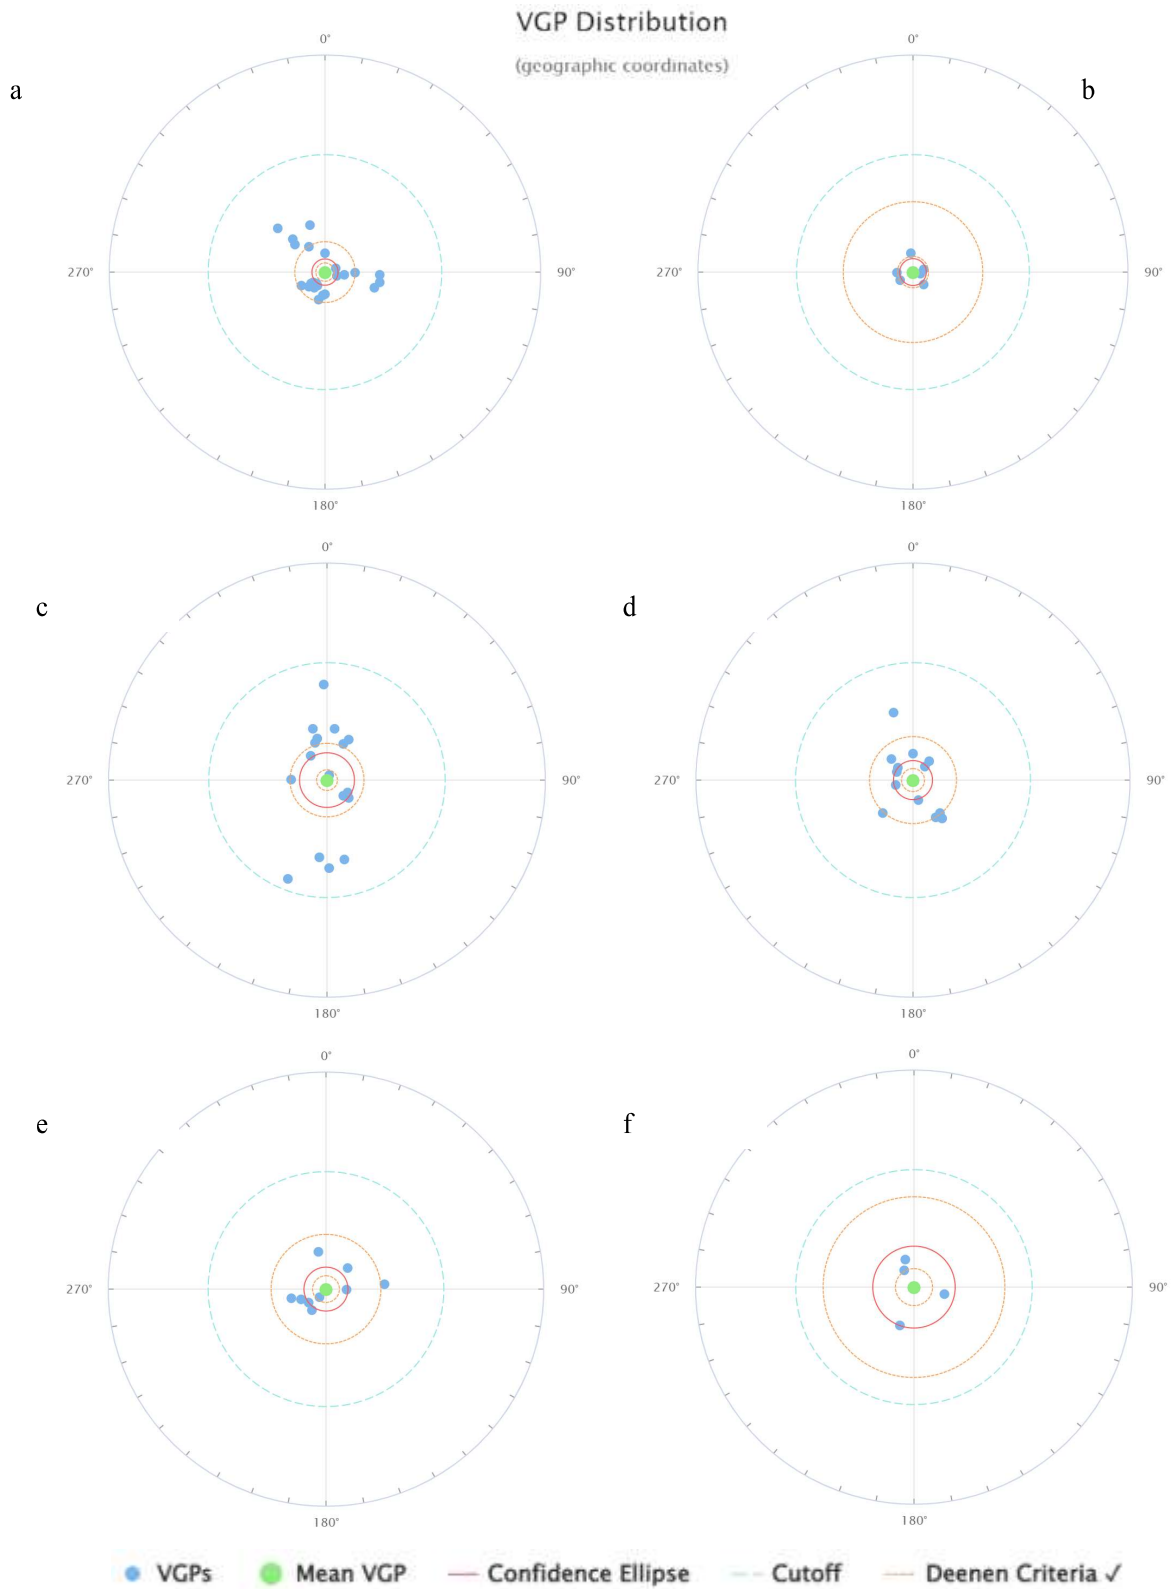 VGP Distribution
(geographic coordinates)
a
b
0°
0°
270°
90°
270°
90°
180°
180°
c
d
0°
0°
270°
90°
270°
90°
180°
180°
e
f
0°
0°
270°
90°
270°
90°
180°
180°
VGPs Mean VGP Confidence Ellipse Cutoff Deenen Criteria ✓